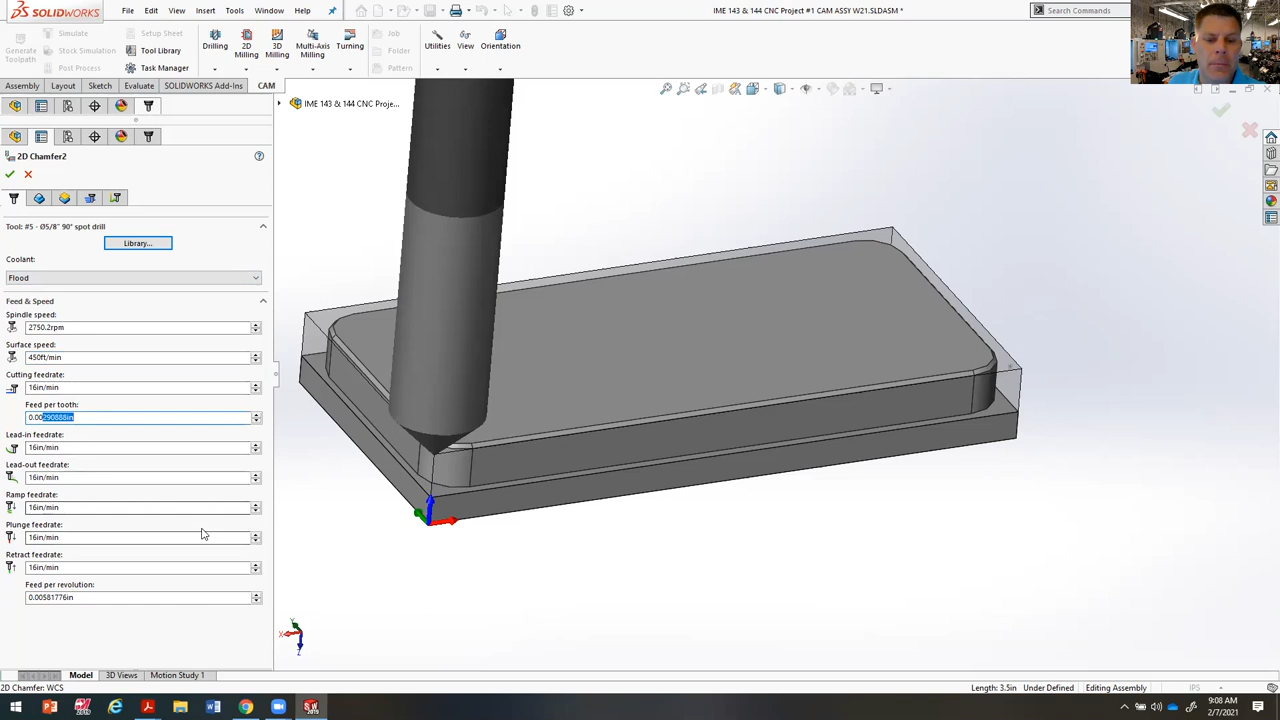 SOLIDWORKS File Edit View Insert Tools Window Help IME 143 & 144 CNC Project #1 CAM ASSY W21.SLDASM * Search Commands
Generate Toolpath
Simulate
Stock Simulation
Post Process
Setup Sheet
Tool Library
Task Manager
Drilling
2D Milling
3D Milling
Multi-Axis Milling
Turning
Job
Folder
Pattern
Utilities
View
Orientation
Assembly Layout Sketch Evaluate SOLIDWORKS Add-Ins CAM
IME 143 & 144 CNC Proje...
2D Chamfer2
Tool: #5 - Ø5/8" 90° spot drill
Library...
Coolant:
Flood
Feed & Speed
Spindle speed:
2750.2rpm
Surface speed:
450ft/min
Cutting feedrate:
16in/min
Feed per tooth:
0.00290888in
Lead-in feedrate:
16in/min
Lead-out feedrate:
16in/min
Ramp feedrate:
16in/min
Plunge feedrate:
16in/min
Retract feedrate:
16in/min
Feed per revolution:
0.00581776in
X
Y
Z
Model 3D Views Motion Study 1
2D Chamfer: WCS Length: 3.5in Under Defined Editing Assembly IPS
9:08 AM
2/7/2021